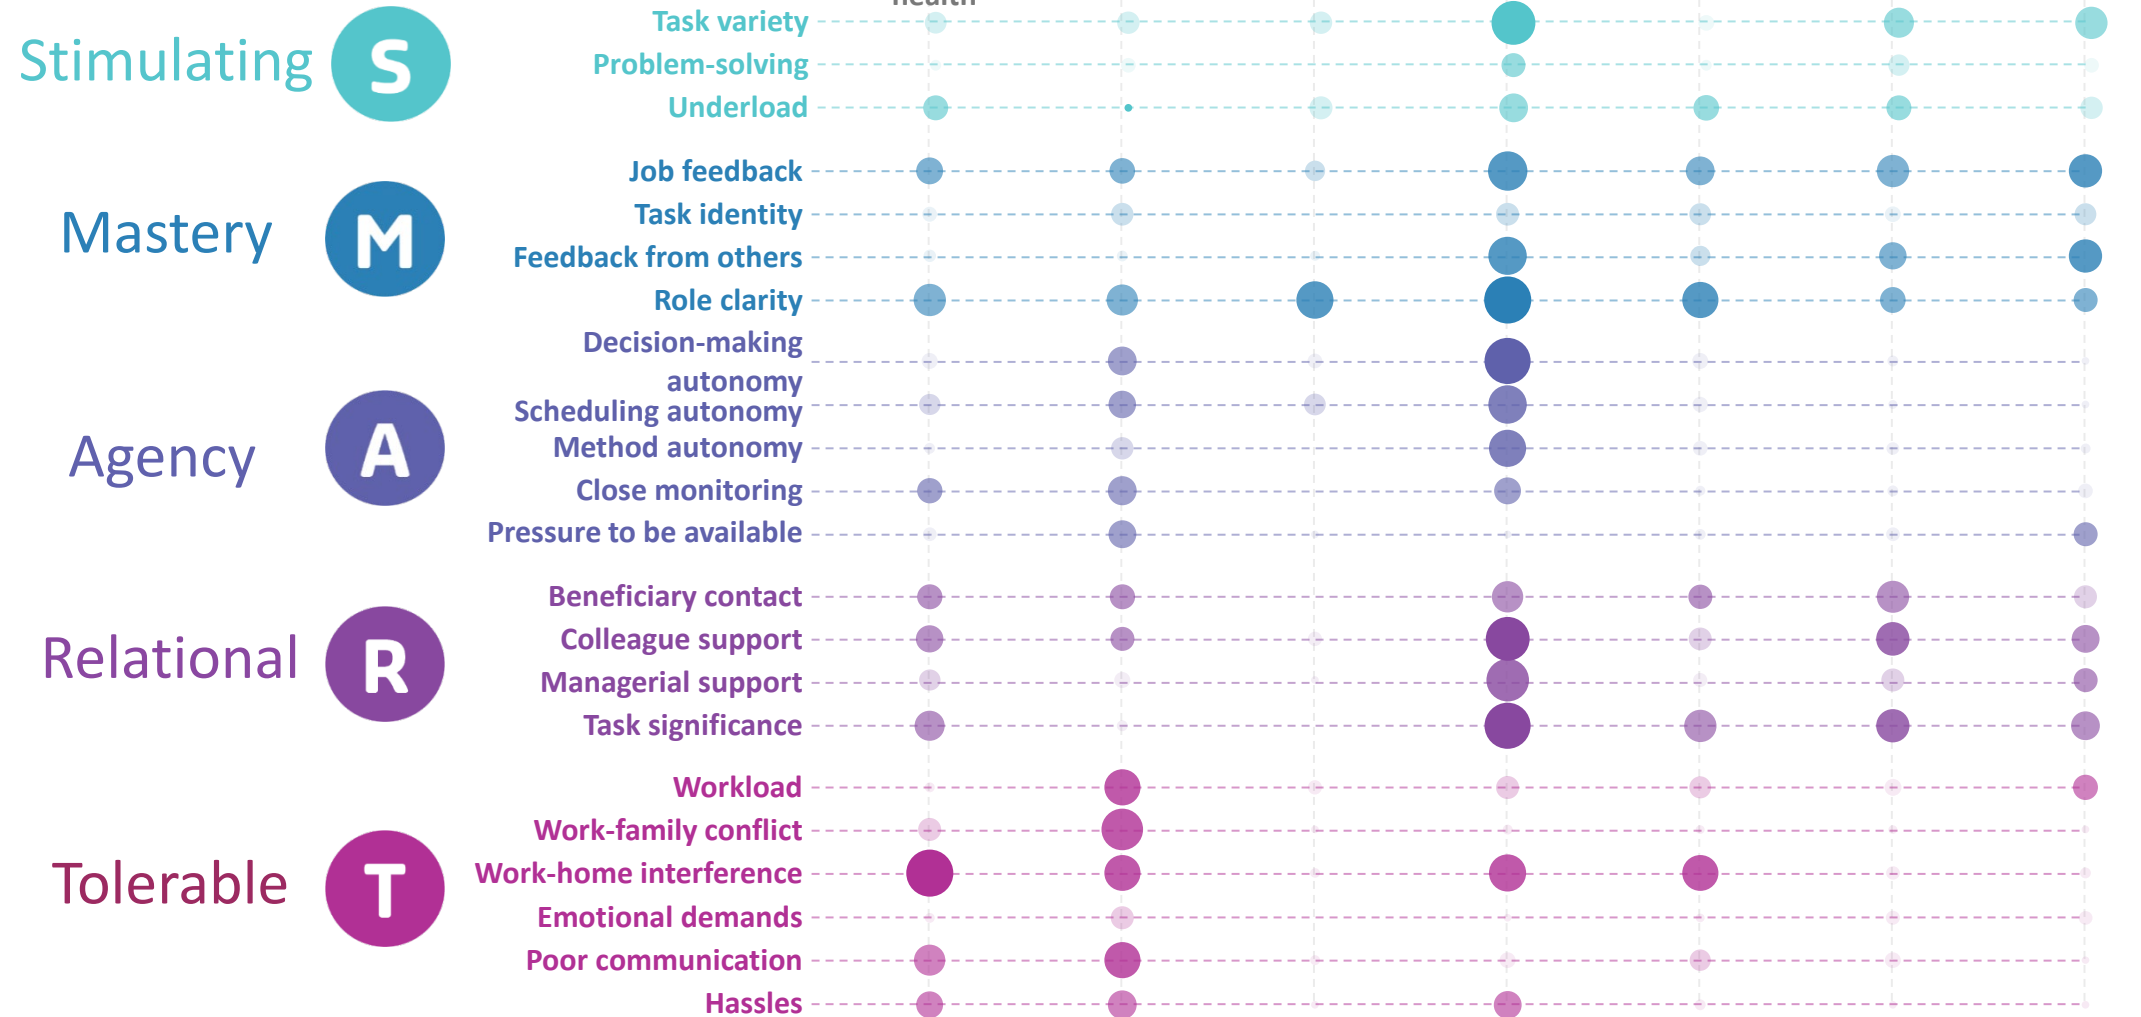 health
Stimulating
S
Task variety
Problem-solving
Underload
Mastery
M
Job feedback
Task identity
Feedback from others
Role clarity
Agency
A
Decision-making
autonomy
Scheduling autonomy
Method autonomy
Close monitoring
Pressure to be available
Relational
R
Beneficiary contact
Colleague support
Managerial support
Task significance
Tolerable
T
Workload
Work-family conflict
Work-home interference
Emotional demands
Poor communication
Hassles